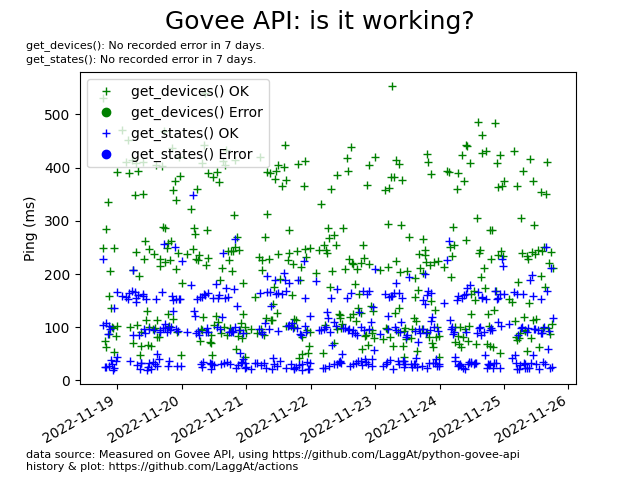 Govee API: is it working?
get_devices(): No recorded error in 7 days.
get_states(): No recorded error in 7 days.
get_devices() OK
get_devices() Error
get_states() OK
get_states() Error
Ping (ms)
500
400
300
200
100
0
2022-11-19
2022-11-20
2022-11-21
2022-11-22
2022-11-23
2022-11-24
2022-11-25
2022-11-26
data source: Measured on Govee API, using https://github.com/LaggAt/python-govee-api
history & plot: https://github.com/LaggAt/actions